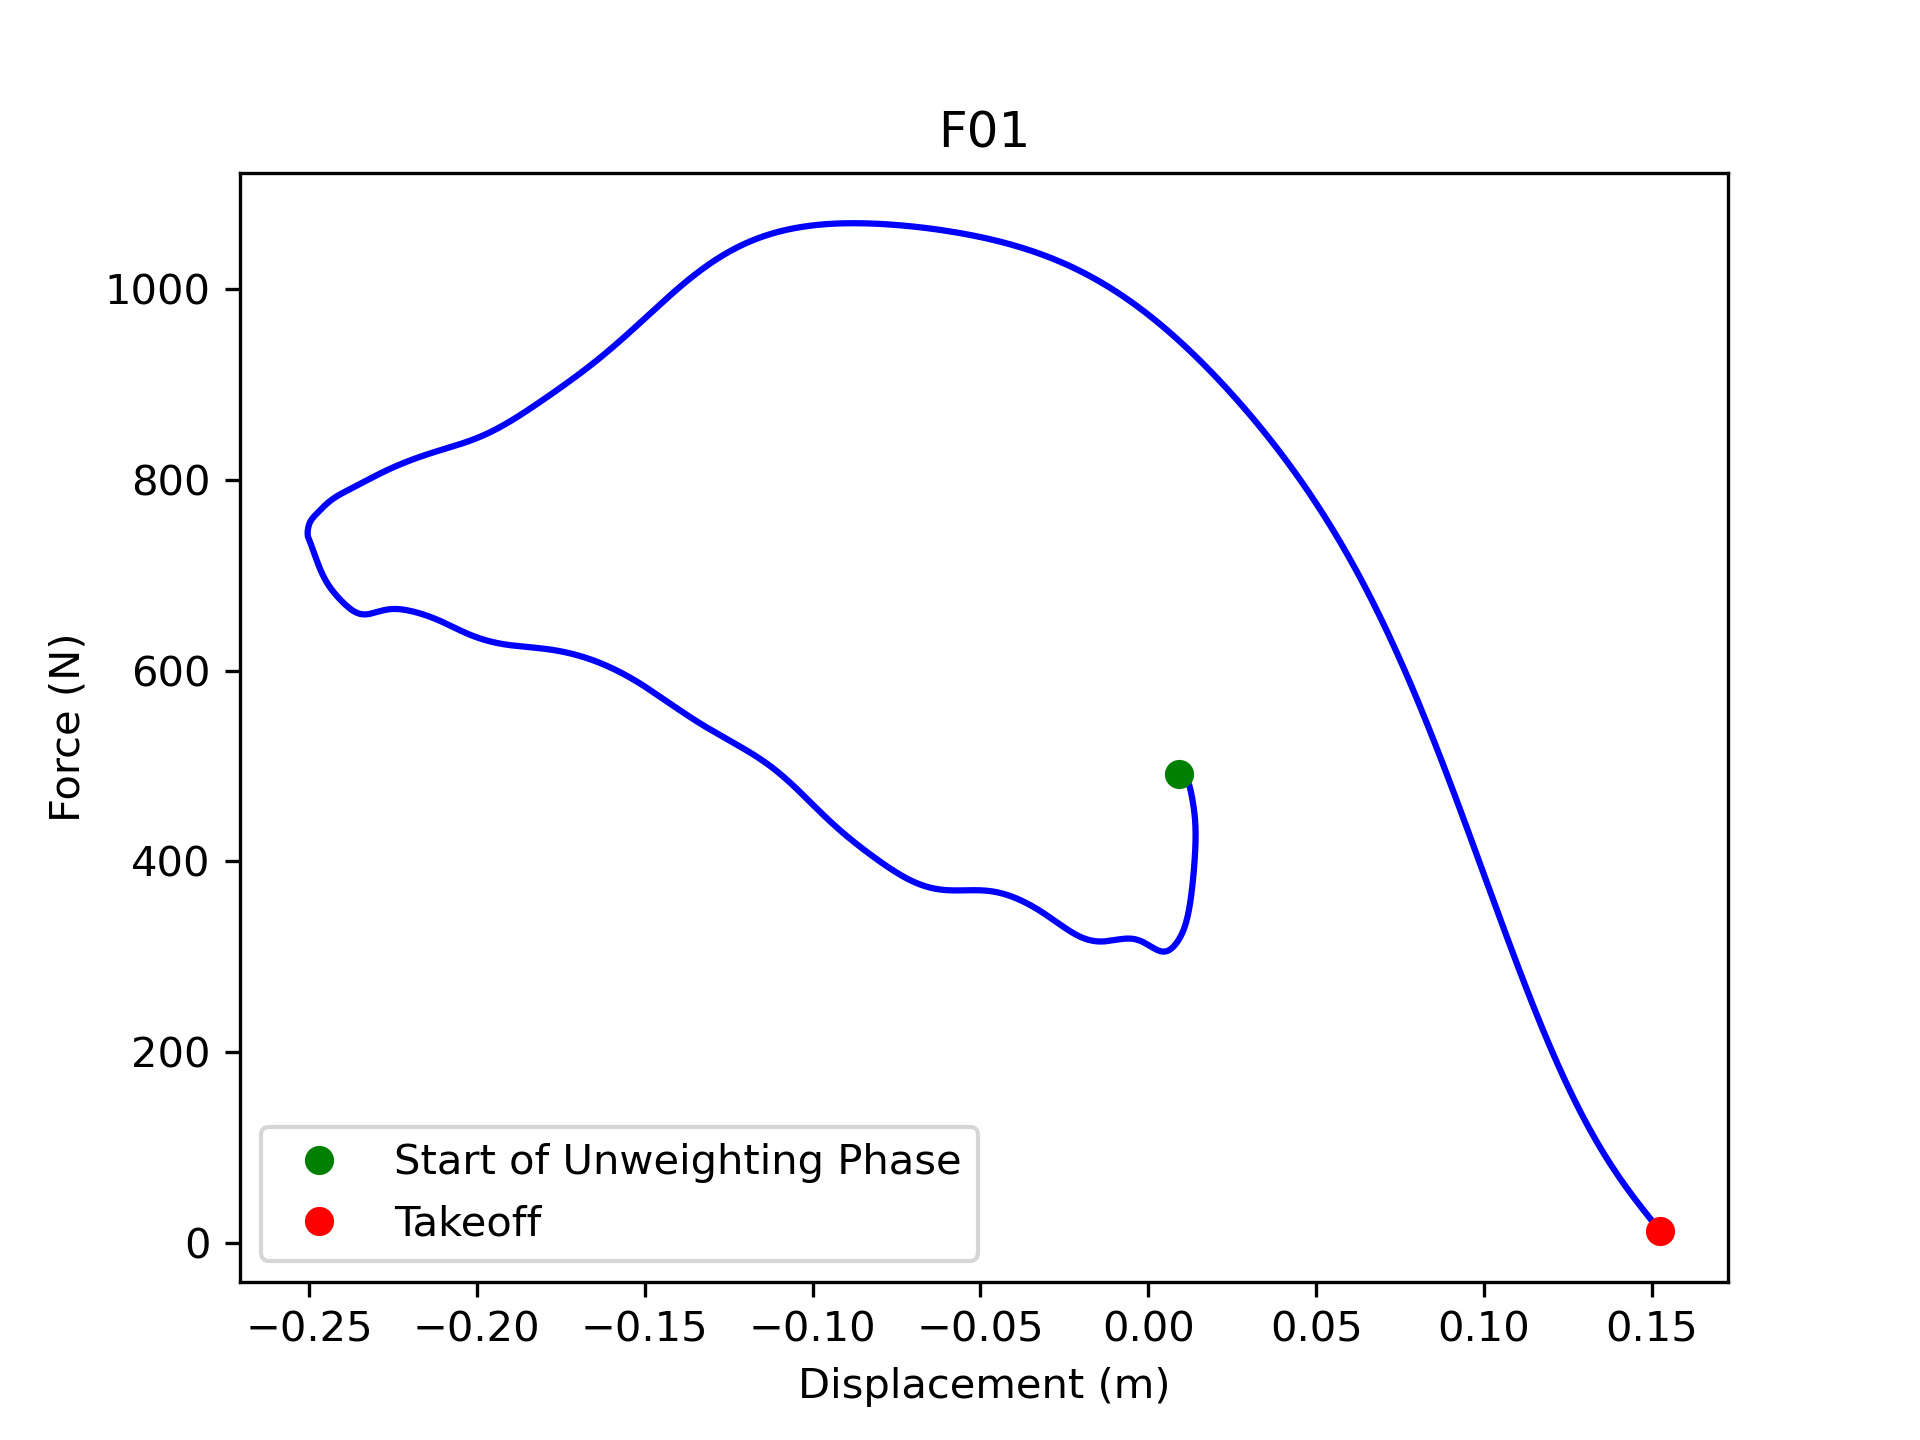 F01
Force (N)
1000
800
600
400
200
0
Start of Unweighting Phase
Takeoff
−0.25 −0.20 −0.15 −0.10 −0.05 0.00 0.05 0.10 0.15
Displacement (m)